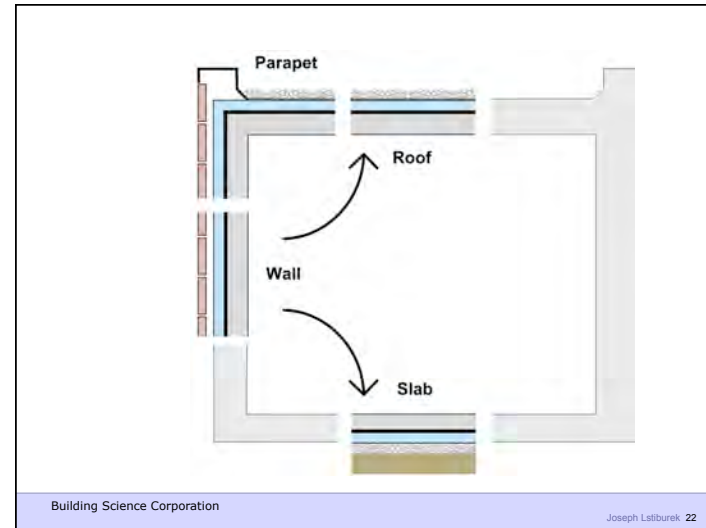 Parapet
Roof
Wall
Slab
Building Science Corporation
Joseph Lstiburek 22